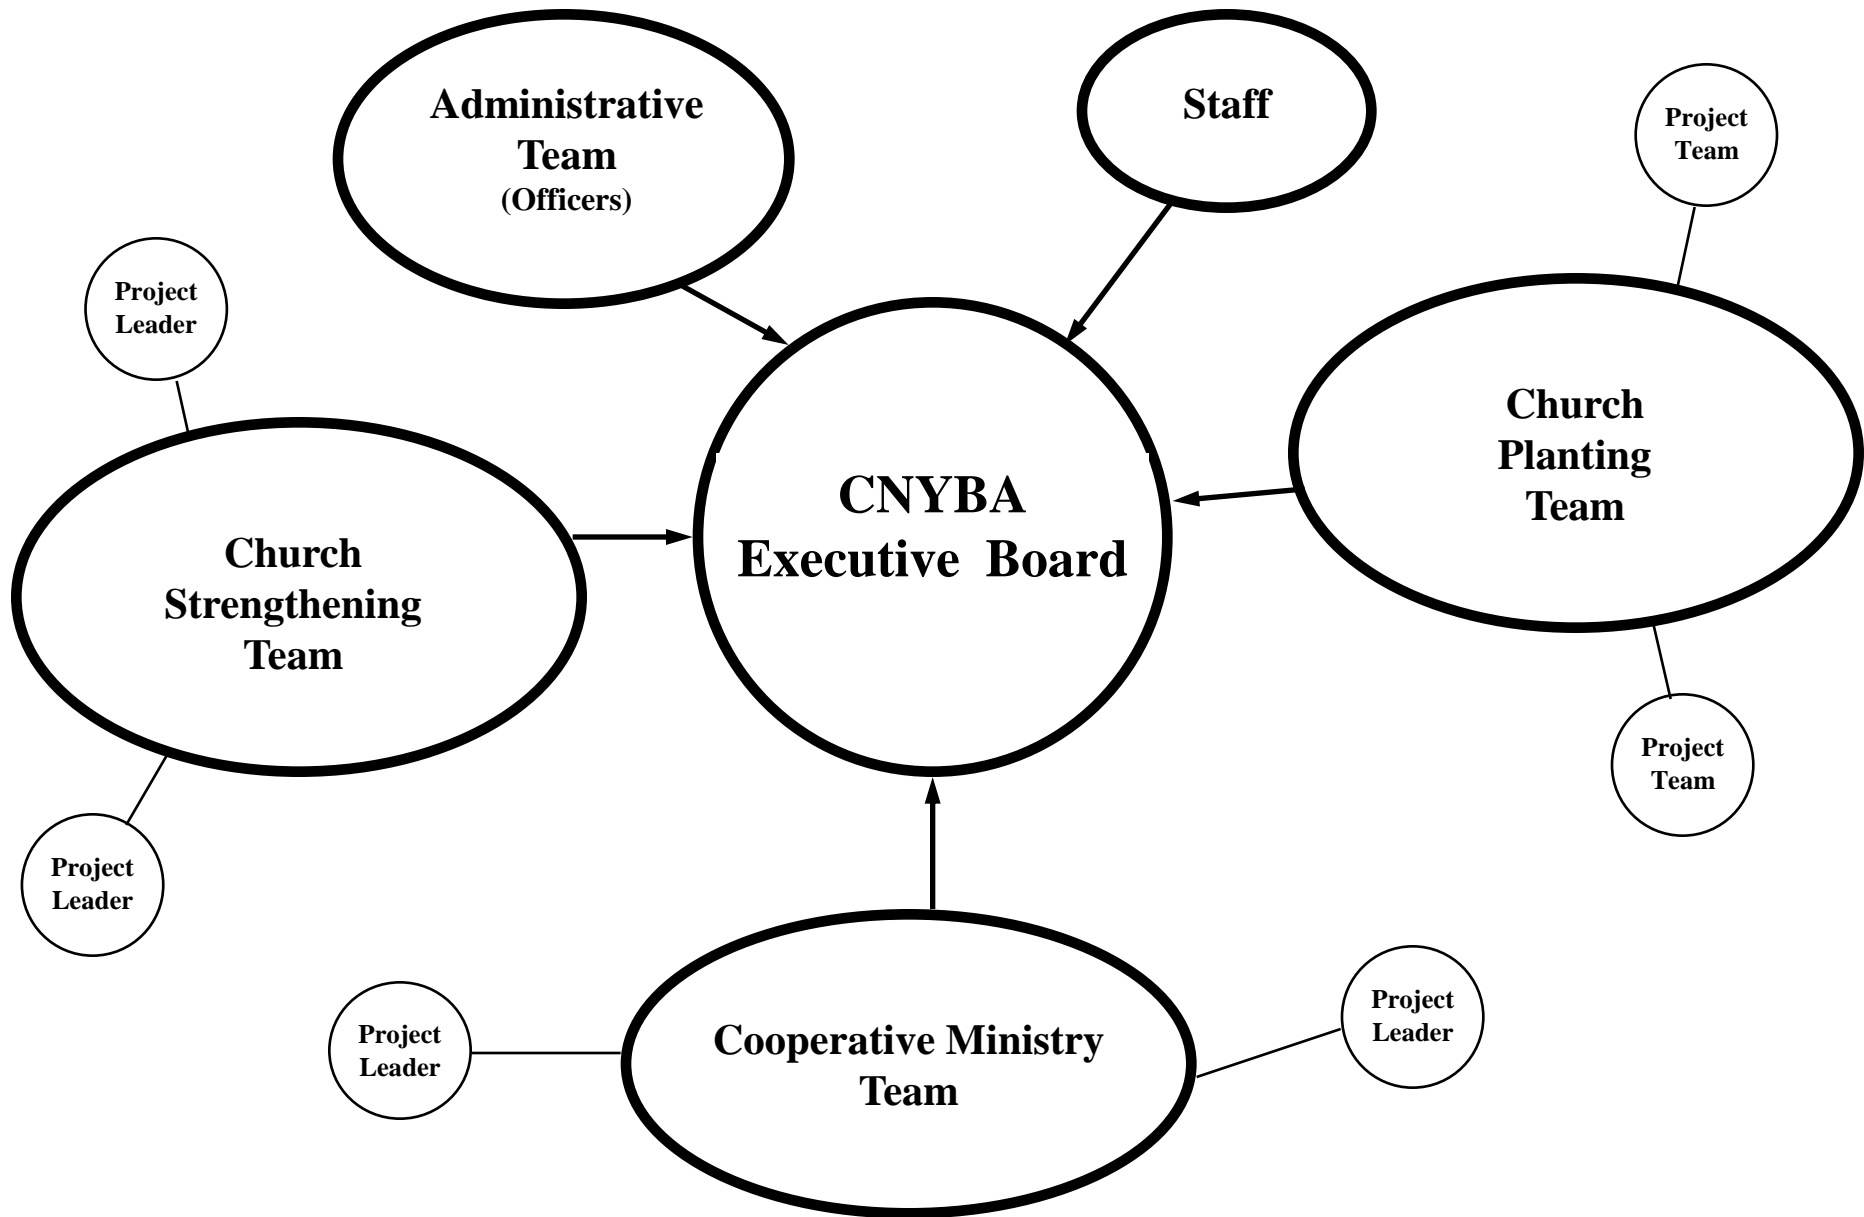 Administrative
Team
(Officers)
Staff
Project
Team
Project
Leader
Church
Planting
Team
CNYBA
Executive Board
Church
Strengthening
Team
Project
Team
Project
Leader
Cooperative Ministry
Team
Project
Leader
Project
Leader